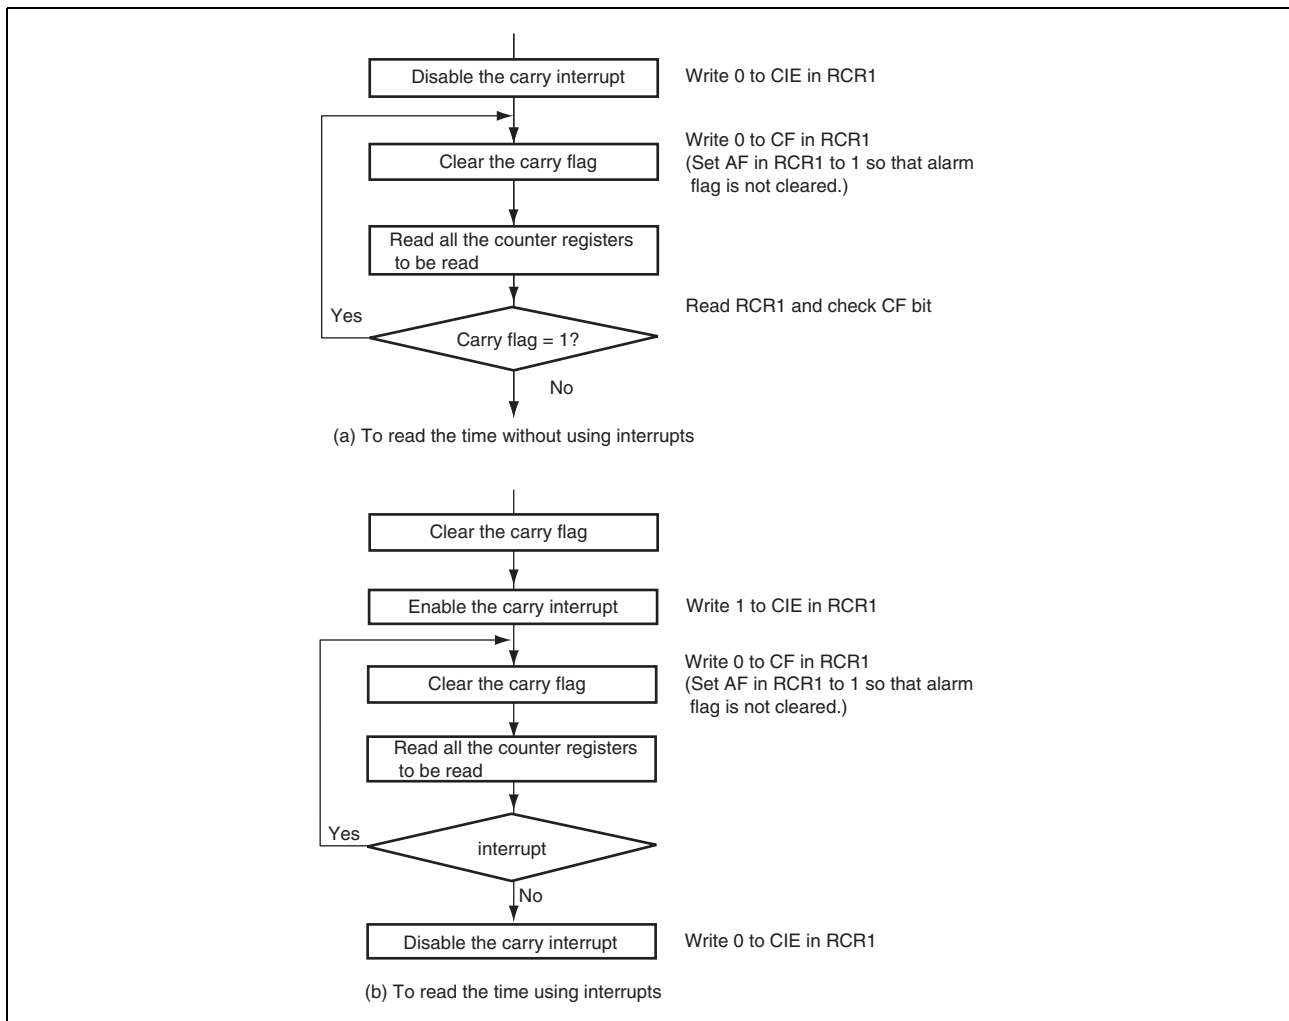 Disable the carry interrupt
Write 0 to CIE in RCR1
Write 0 to CF in RCR1
(Set AF in RCR1 to 1 so that alarm
flag is not cleared.)
Clear the carry flag
Read all the counter registers
to be read
Read RCR1 and check CF bit
Yes
Carry flag = 1?
No
(a) To read the time without using interrupts
Clear the carry flag
Enable the carry interrupt
Write 1 to CIE in RCR1
Write 0 to CF in RCR1
(Set AF in RCR1 to 1 so that alarm
flag is not cleared.)
Clear the carry flag
Read all the counter registers
to be read
Yes
interrupt
No
Disable the carry interrupt
Write 0 to CIE in RCR1
(b) To read the time using interrupts